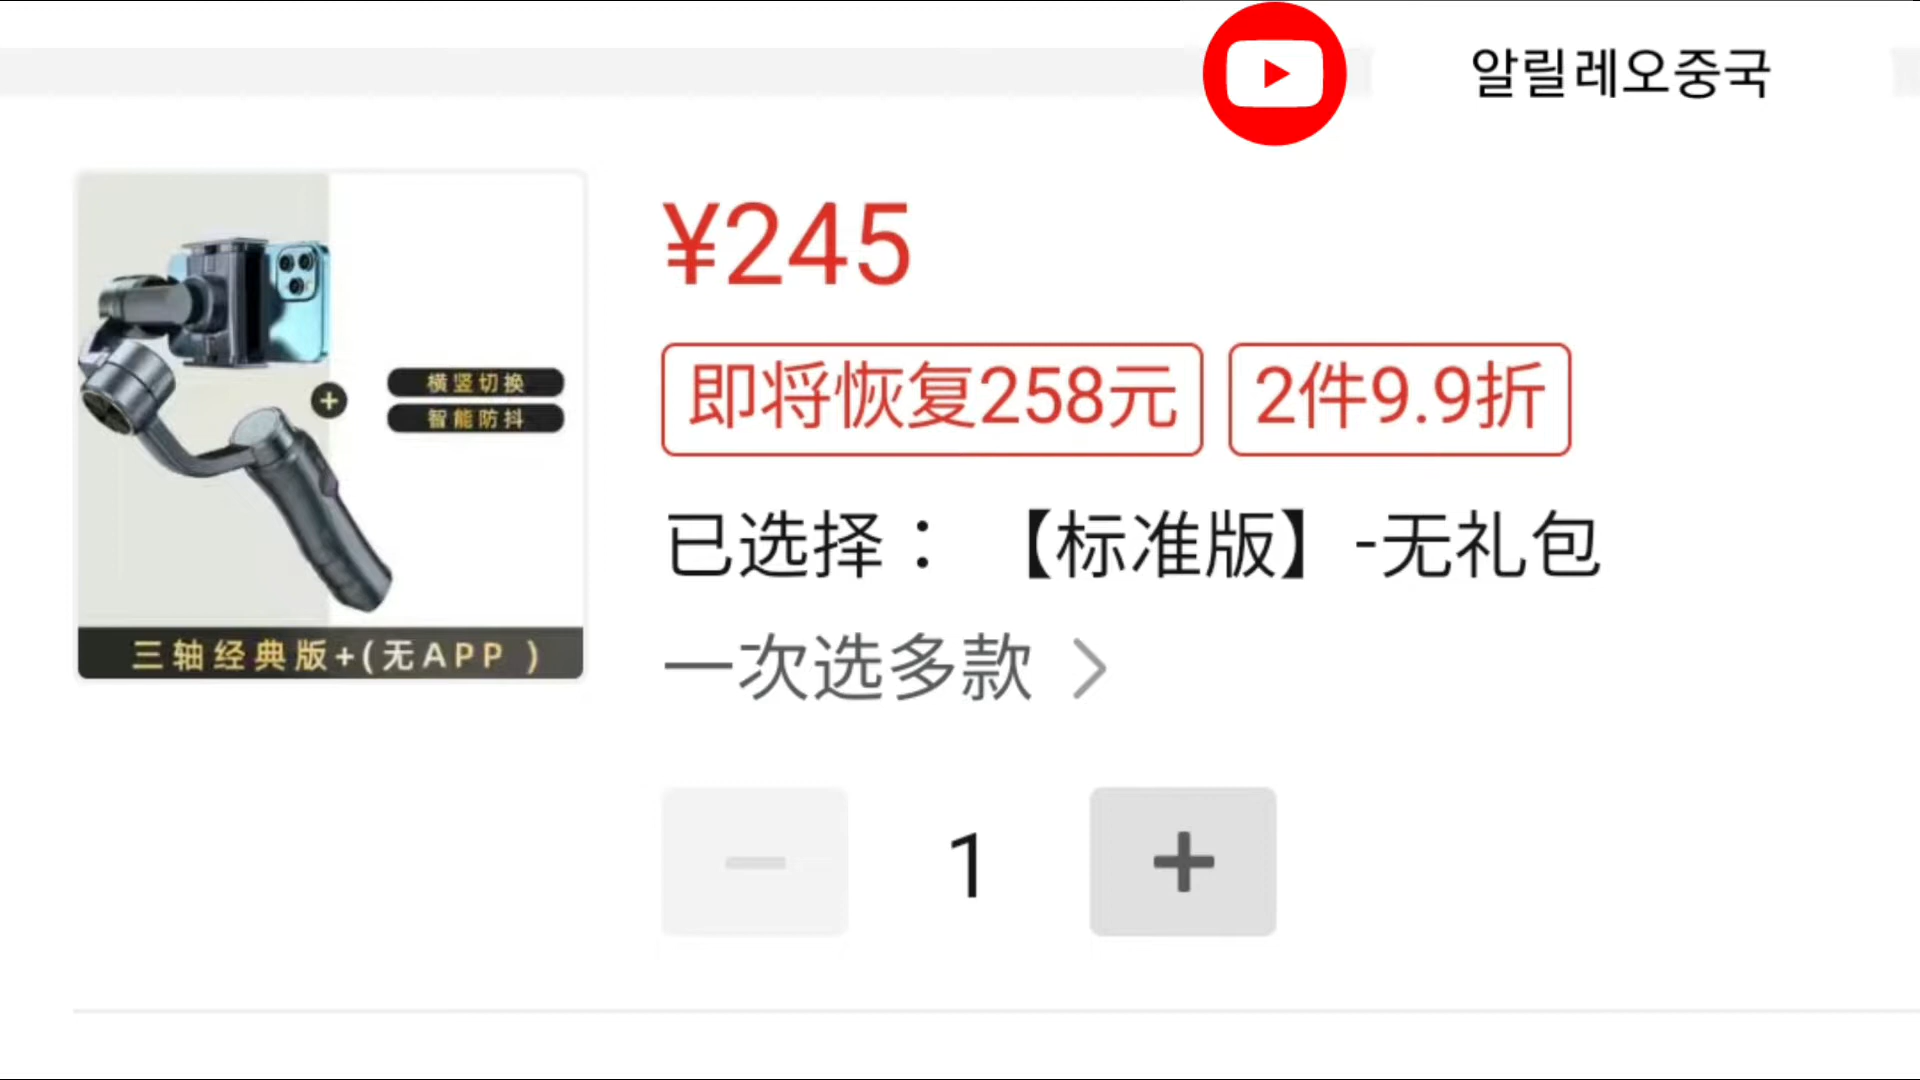 알릴레오중국
¥245
即将恢复258元 2件9.9折
已选择：【标准版】-无礼包
一次选多款
1
横竖切换
智能防抖
三轴经典版+(无APP)